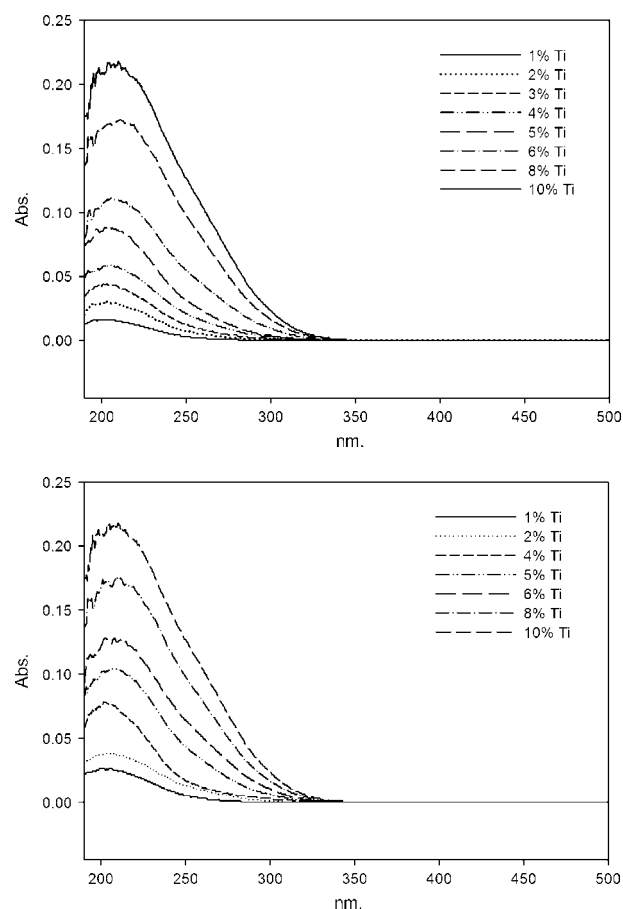 0.25
0.20
0.15
0.10
0.05
0.00
Abs.
1% Ti
2% Ti
3% Ti
4% Ti
5% Ti
6% Ti
8% Ti
10% Ti
200 250 300 350 400 450 500
nm.
0.25
0.20
0.15
0.10
0.05
0.00
Abs.
1% Ti
2% Ti
4% Ti
5% Ti
6% Ti
8% Ti
10% Ti
200 250 300 350 400 450 500
nm.